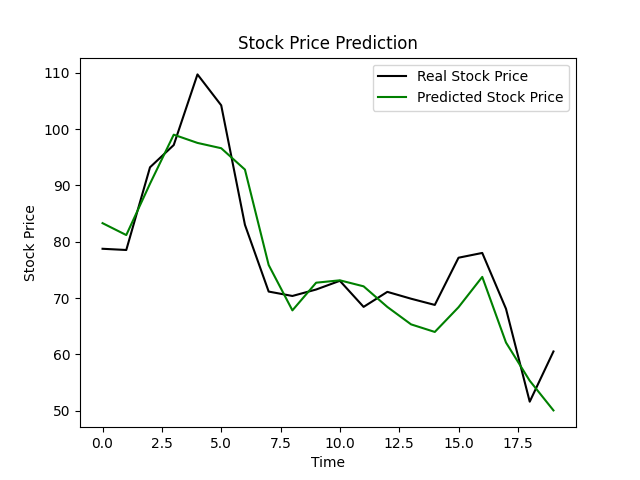 Stock Price Prediction
Real Stock Price
Predicted Stock Price
Stock Price
110
100
90
80
70
60
50
0.0 2.5 5.0 7.5 10.0 12.5 15.0 17.5
Time